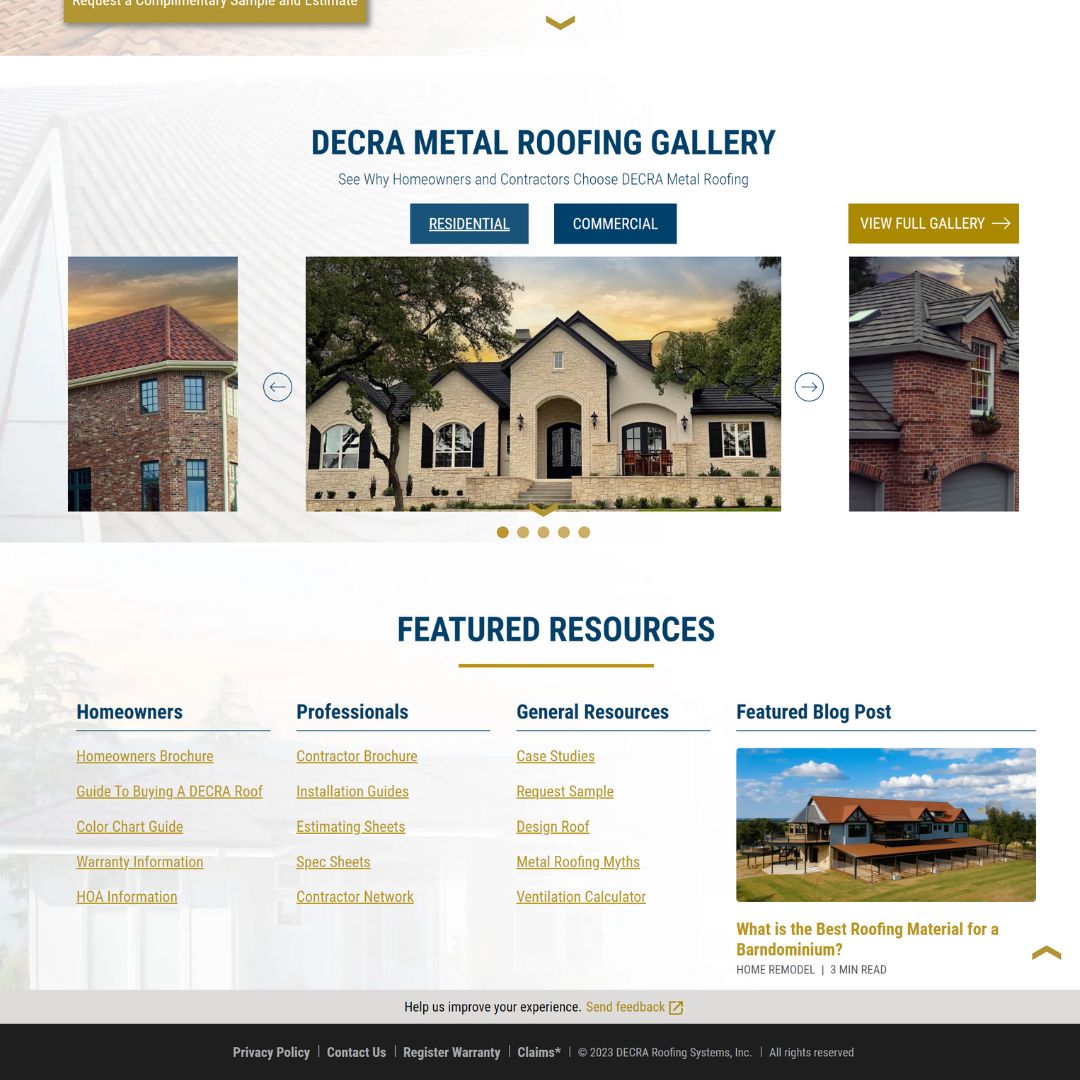 Request a Complimentary Sample and Estimate
DECRA METAL ROOFING GALLERY
See Why Homeowners and Contractors Choose DECRA Metal Roofing
RESIDENTIAL
COMMERCIAL
VIEW FULL GALLERY
FEATURED RESOURCES
Homeowners
Homeowners Brochure
Guide To Buying A DECRA Roof
Color Chart Guide
Warranty Information
HOA Information
Professionals
Contractor Brochure
Installation Guides
Estimating Sheets
Spec Sheets
Contractor Network
General Resources
Case Studies
Request Sample
Design Roof
Metal Roofing Myths
Ventilation Calculator
Featured Blog Post
What is the Best Roofing Material for a
Barndominium?
HOME REMODEL | 3 MIN READ
Help us improve your experience. Send feedback
Privacy Policy | Contact Us | Register Warranty | Claims* | © 2023 DECRA Roofing Systems, Inc. | All rights reserved